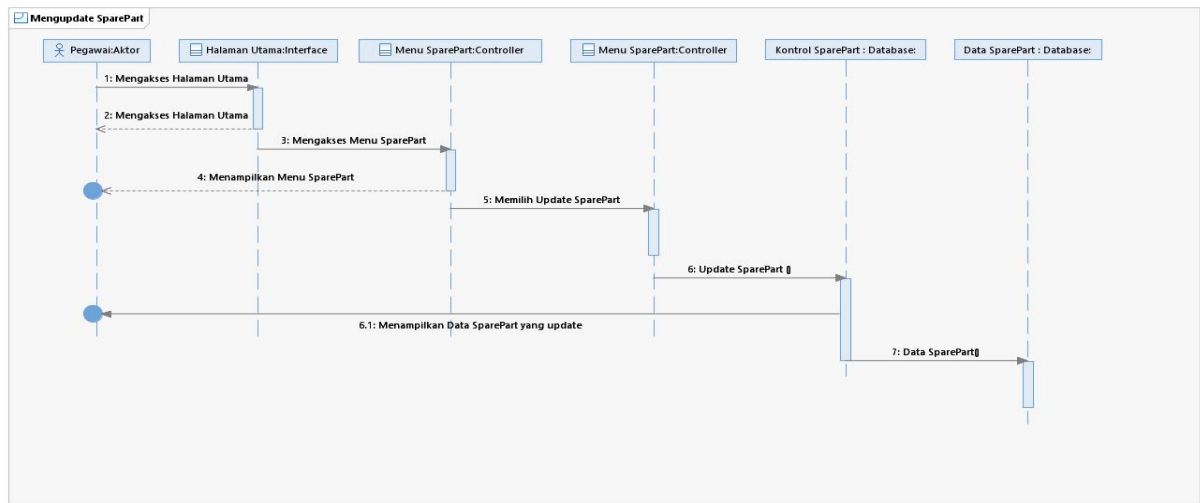 Mengupdate SparePart
Pegawai:Aktor
Halaman Utama:Interface
Menu SparePart:Controller
Menu SparePart:Controller
Kontrol SparePart : Database:
Data SparePart : Database:
1: Mengakses Halaman Utama
2: Mengakses Halaman Utama
3: Mengakses Menu SparePart
4: Menampilkan Menu SparePart
5: Memilih Update SparePart
6: Update SparePart ()
6.1: Menampilkan Data SparePart yang update
7: Data SparePart()